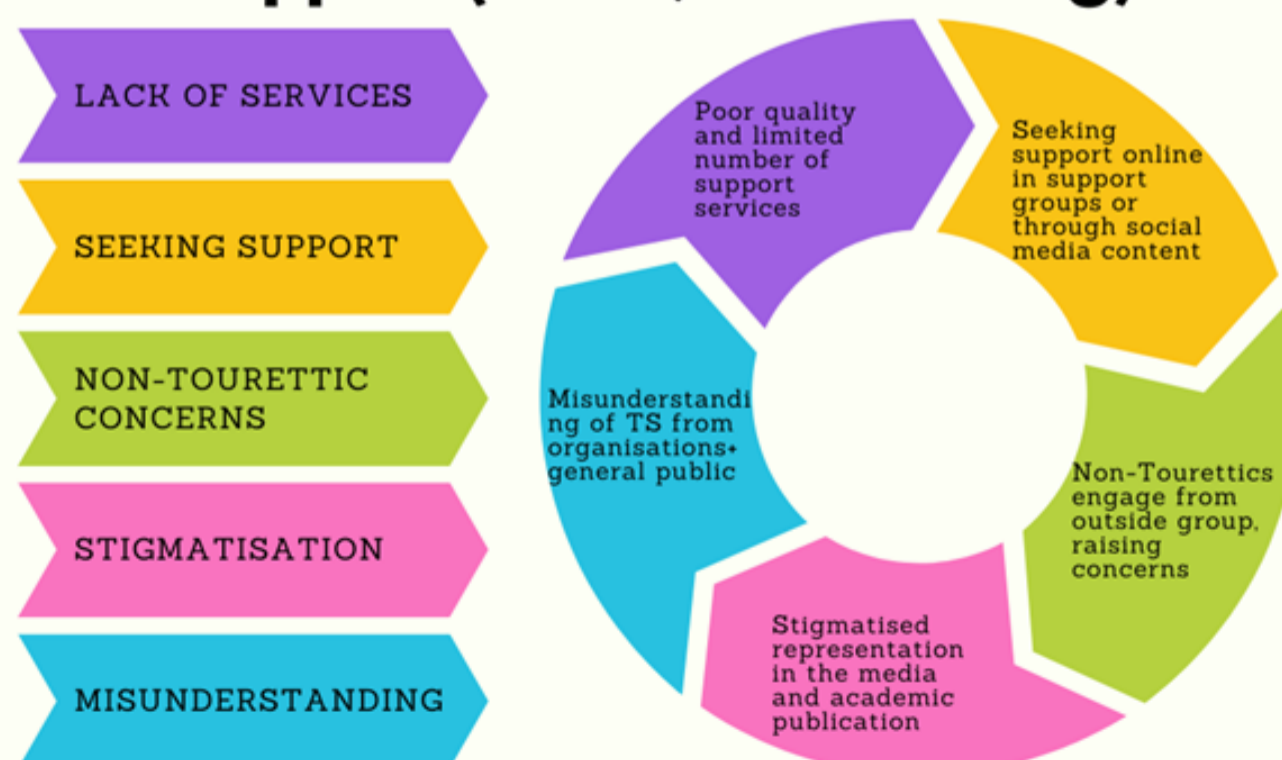 LACK OF SERVICES
SEEKING SUPPORT
NON-TOURETTIC
CONCERNS
STIGMATISATION
MISUNDERSTANDING
Poor quality
and limited
number of
support
services
Seeking
support online
in support
groups or
through social
media content
Non-Tourettics
engage from
outside group,
raising
concerns
Stigmatised
representation
in the media
and academic
publication
Misunderstandi
ng of TS from
organisations+
general public